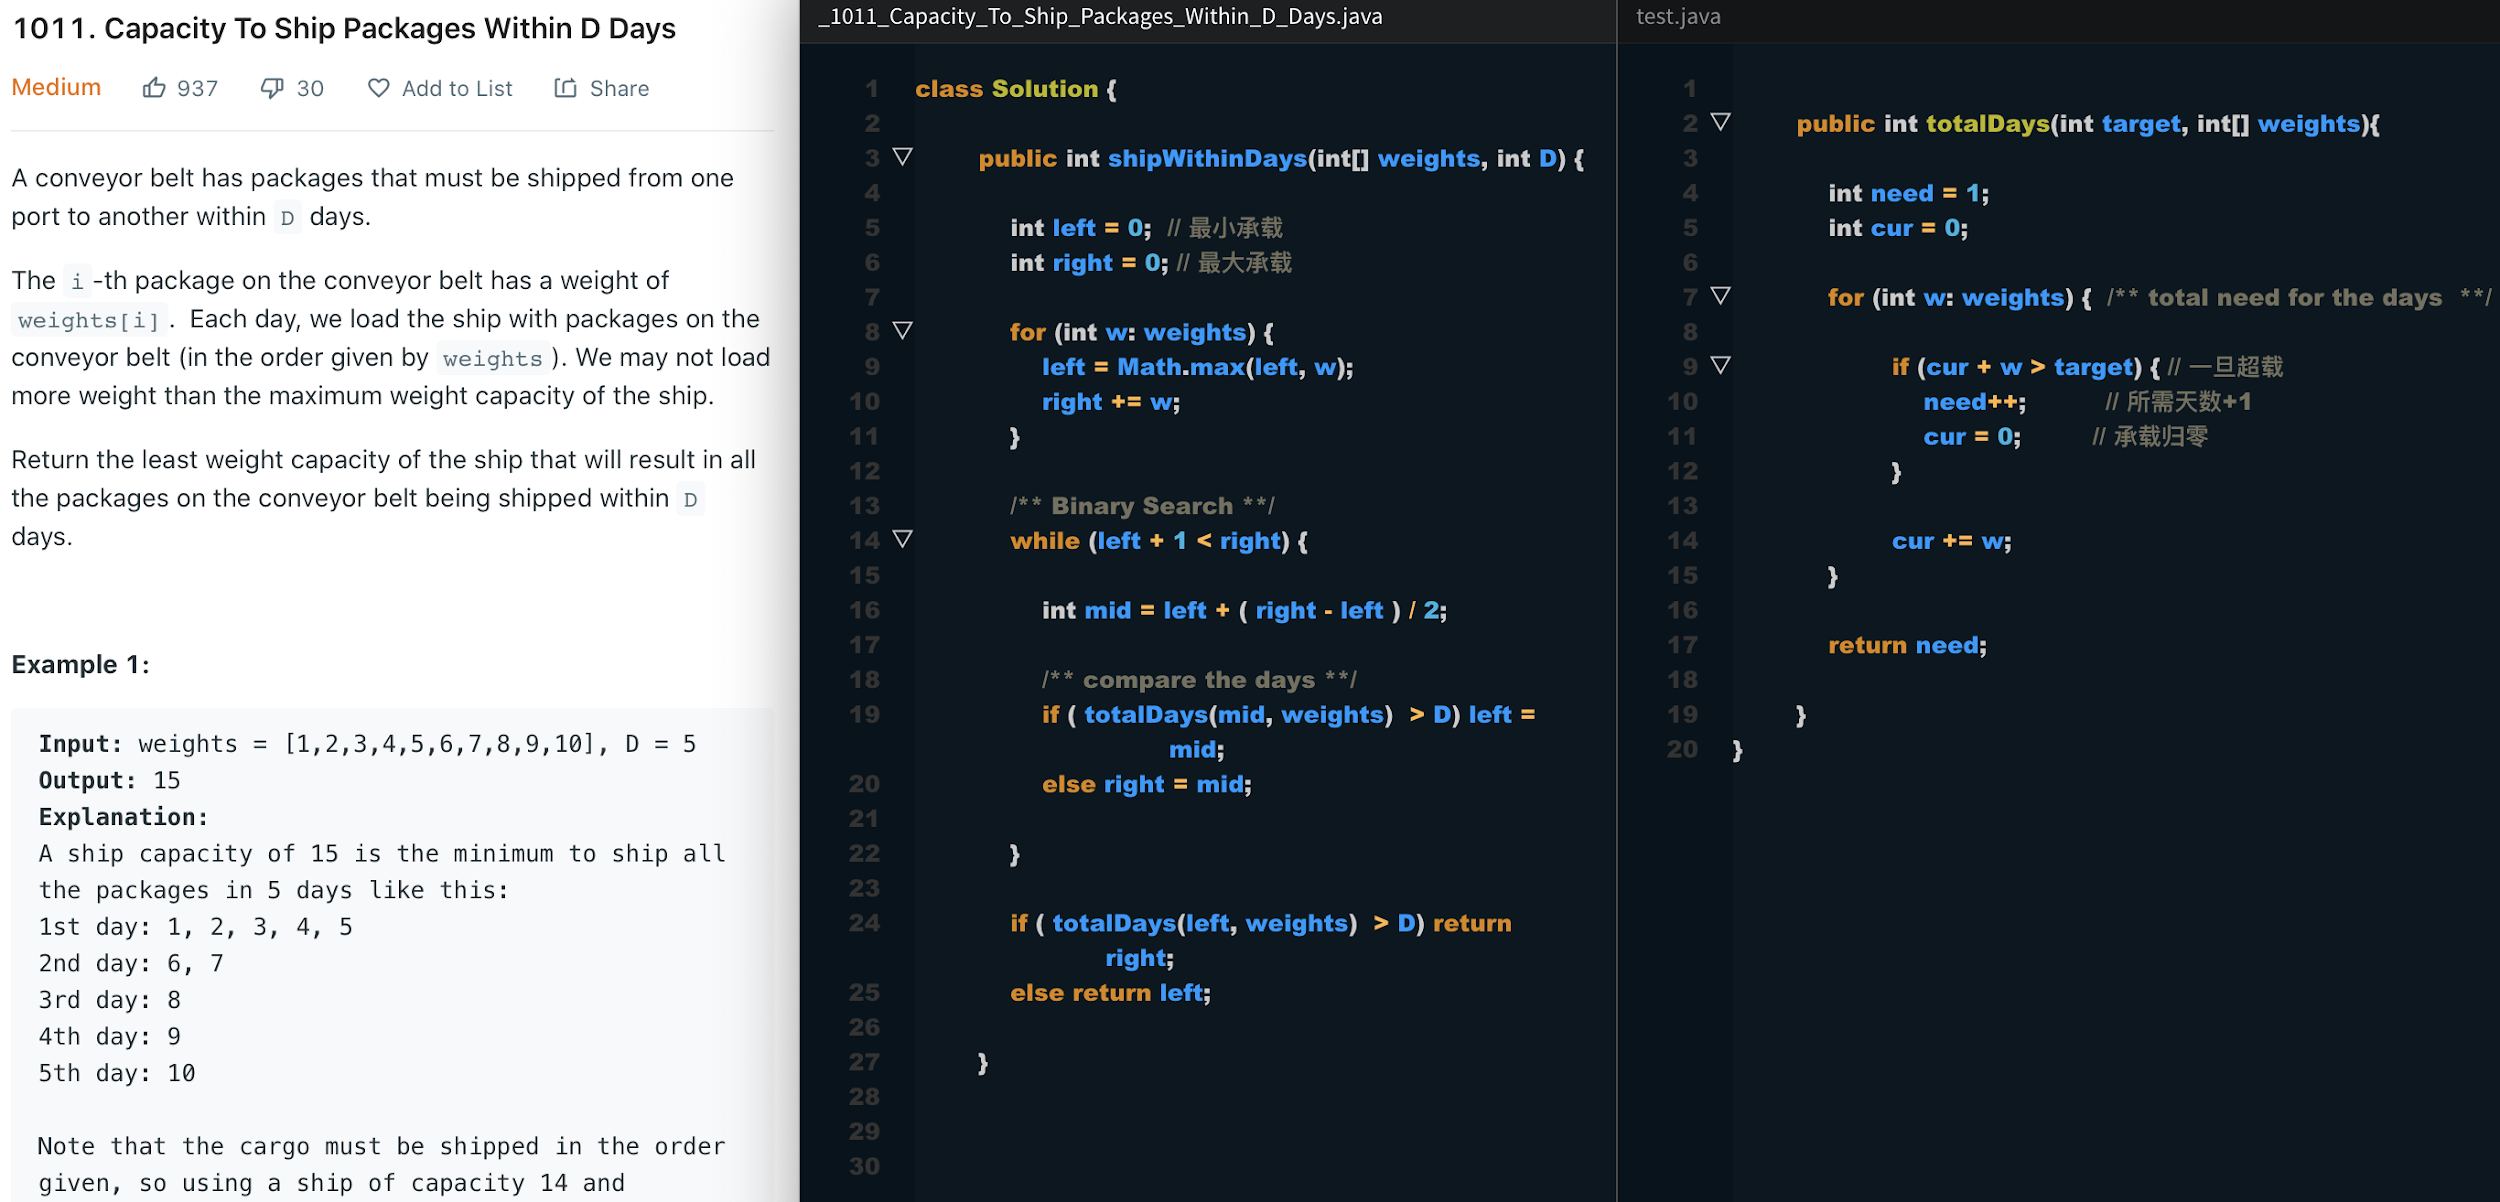 1011. Capacity To Ship Packages Within D Days
Medium 937 30 Add to List Share
A conveyor belt has packages that must be shipped from one
port to another within D days.
The i -th package on the conveyor belt has a weight of
weights[i] . Each day, we load the ship with packages on the
conveyor belt (in the order given by weights ). We may not load
more weight than the maximum weight capacity of the ship.
Return the least weight capacity of the ship that will result in all
the packages on the conveyor belt being shipped within D
days.
Example 1:
Input: weights = [1,2,3,4,5,6,7,8,9,10], D = 5
Output: 15
Explanation:
A ship capacity of 15 is the minimum to ship all
the packages in 5 days like this:
1st day: 1, 2, 3, 4, 5
2nd day: 6, 7
3rd day: 8
4th day: 9
5th day: 10
Note that the cargo must be shipped in the order
given, so using a ship of capacity 14 and
_1011_Capacity_To_Ship_Packages_Within_D_Days.java
1 class Solution {
2
3 public int shipWithinDays(int[] weights, int D) {
4
5 int left = 0; // 最小承载
6 int right = 0; // 最大承载
7
8 for (int w: weights) {
9 left = Math.max(left, w);
10 right += w;
11 }
12
13 /** Binary Search **/
14 while (left + 1 < right) {
15
16 int mid = left + ( right - left ) / 2;
17
18 /** compare the days **/
19 if ( totalDays(mid, weights) > D) left =
mid;
20 else right = mid;
21
22 }
23
24 if ( totalDays(left, weights) > D) return
right;
25 else return left;
26
27 }
28
29
30
test.java
1
2 public int totalDays(int target, int[] weights){
3
4 int need = 1;
5 int cur = 0;
6
7 for (int w: weights) { /** total need for the days **/
8
9 if (cur + w > target) { // 一旦超载
10 need++; // 所需天数+1
11 cur = 0; // 承载归零
12 }
13
14 cur += w;
15 }
16
17 return need;
18
19 }
20 }